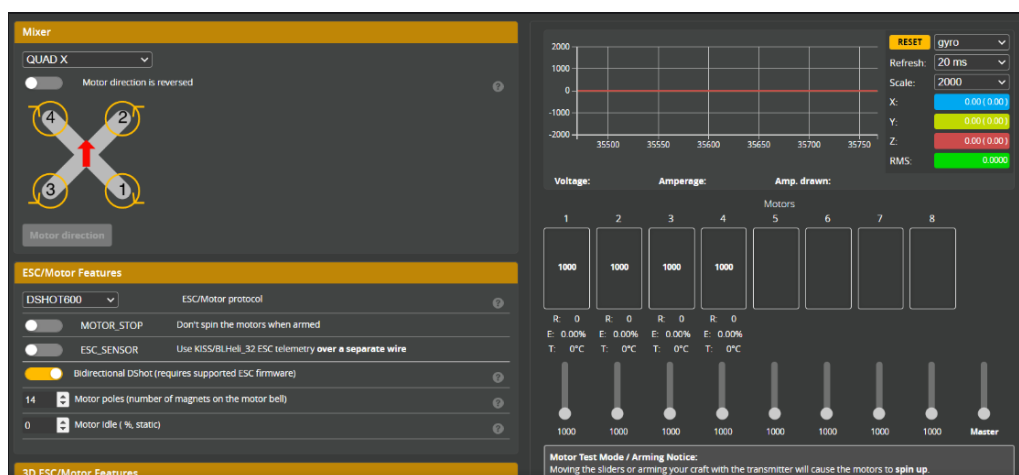 Mixer
QUAD X
Motor direction is reversed
4
2
3
1
Motor direction
ESC/Motor Features
DSHOT600 ESC/Motor protocol
MOTOR_STOP Don't spin the motors when armed
ESC_SENSOR Use KISS/BLHeli_32 ESC telemetry over a separate wire
Bidirectional DShot (requires supported ESC firmware)
14 Motor poles (number of magnets on the motor bell)
0 Motor Idle ( %, static)
3D ESC/Motor Features
2000
1000
0
-1000
-2000
35500 35550 35600 35650 35700 35750
RESET gyro
Refresh: 20 ms
Scale: 2000
X: 0.00 ( 0.00 )
Y: 0.00 ( 0.00 )
Z: 0.00 ( 0.00 )
RMS: 0.0000
Voltage: Amperage: Amp. drawn:
Motors
1 2 3 4 5 6 7 8
1000 1000 1000 1000
R: 0 R: 0 R: 0 R: 0
E: 0.00% E: 0.00% E: 0.00% E: 0.00%
T: 0°C T: 0°C T: 0°C T: 0°C
1000 1000 1000 1000 1000 1000 1000 1000 Master
Motor Test Mode / Arming Notice:
Moving the sliders or arming your craft with the transmitter will cause the motors to spin up.